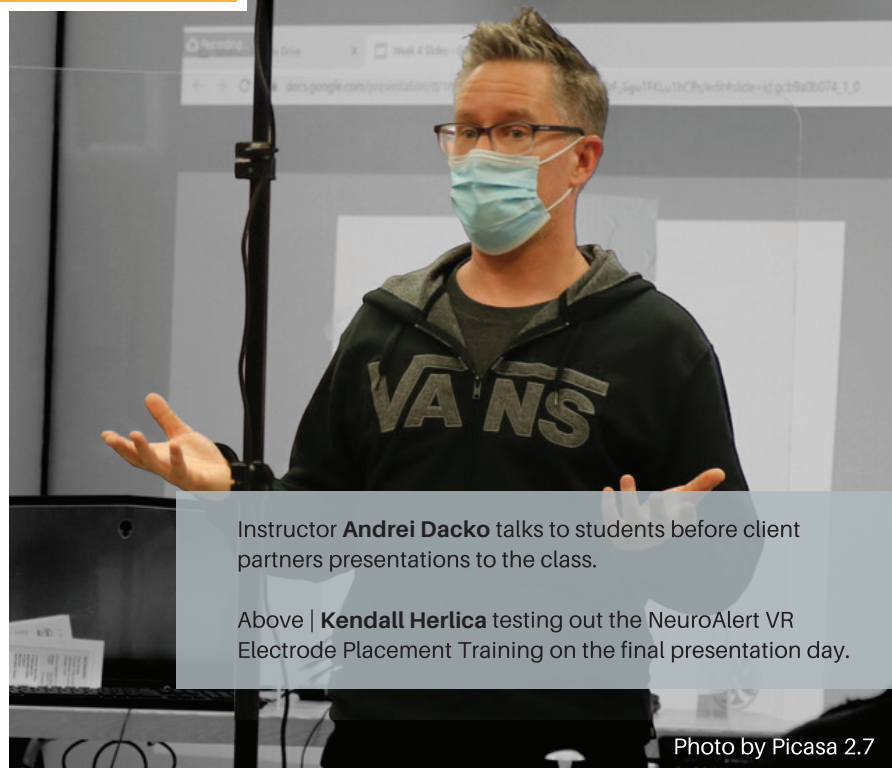 Week 4 Slides - G
docs.google.com/presentation/d/1
VANS
Instructor Andrei Dacko talks to students before client
partners presentations to the class.
Above | Kendall Herlica testing out the NeuroAlert VR
Electrode Placement Training on the final presentation day.
Photo by Picasa 2.7